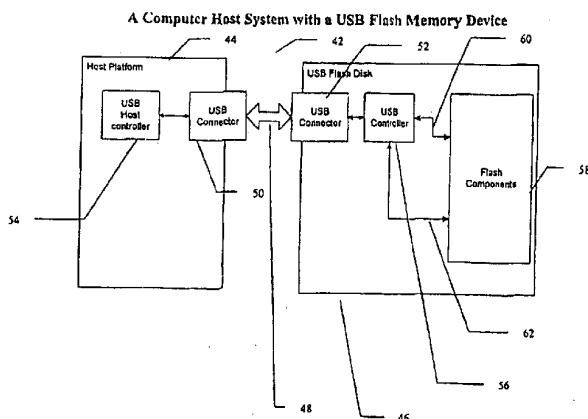 A Computer Host System with a USB Flash Memory Device
44
42
52
60
Host Platform
USB Flash Disk
USB
Host
controller
USB
Connector
USB
Connector
USB
Controller
Flash
Components
58
54
50
62
56
48
46